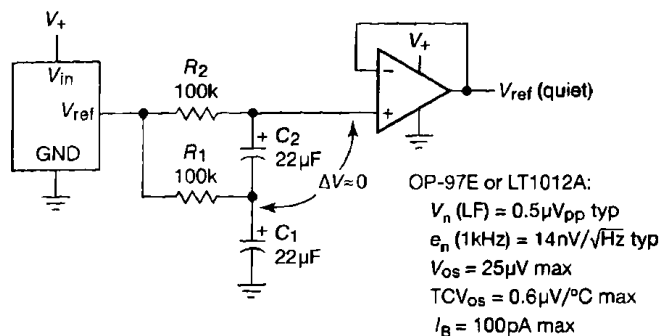 V+
Vin
Vref
GND
R2
100k
R1
100k
+ C2
22μF
+ C1
22μF
ΔV≈0
V+
−
+
Vref (quiet)
OP-97E or LT1012A:
Vn (LF) = 0.5μVpp typ
en (1kHz) = 14nV/√Hz typ
Vos = 25μV max
TCVos = 0.6μV/°C max
IB = 100pA max